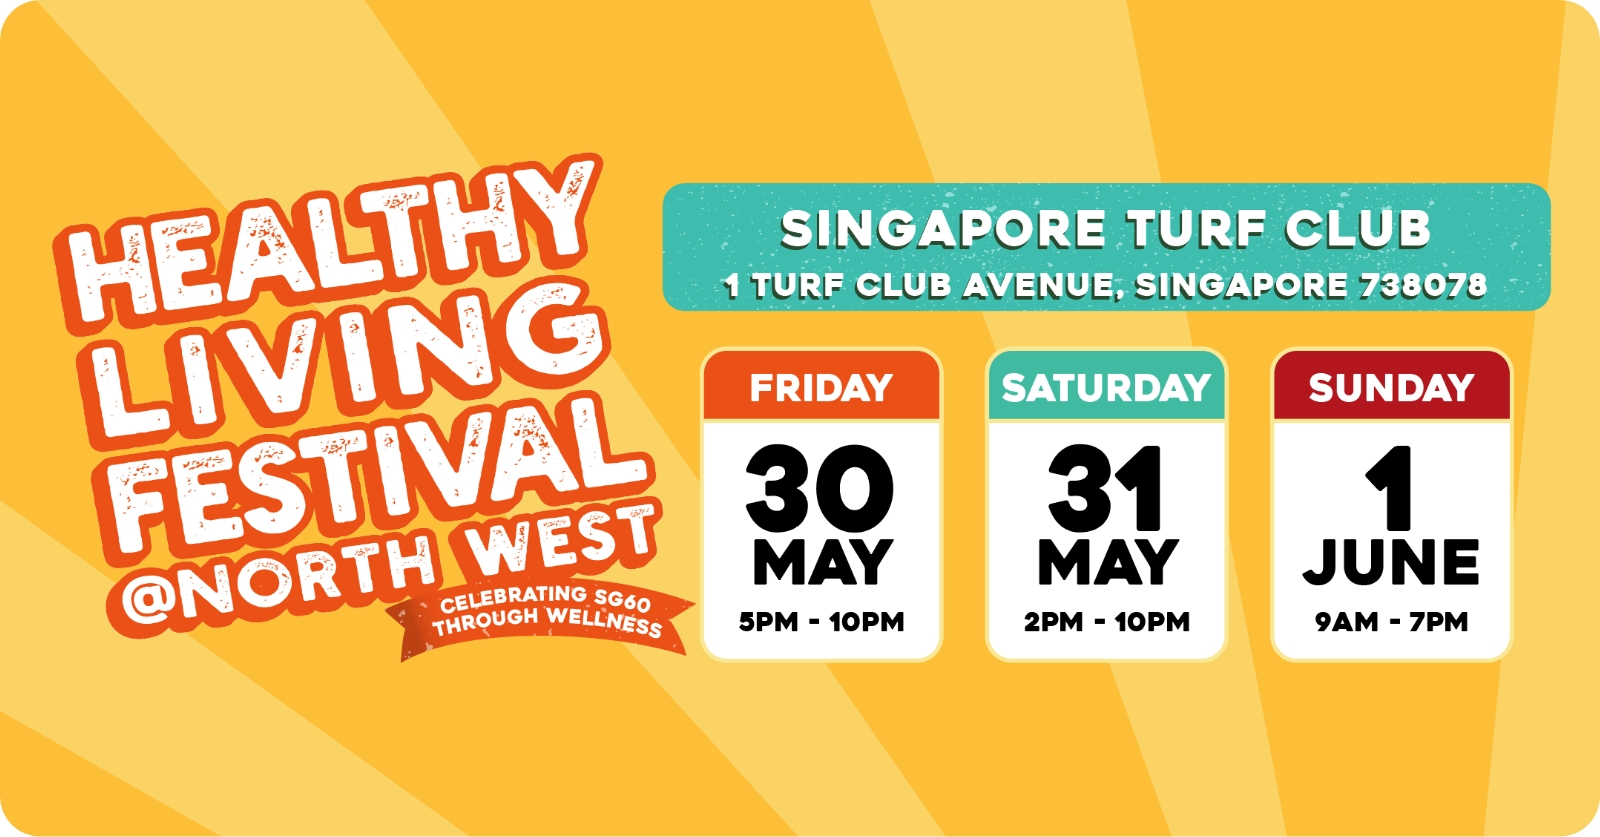 HEALTHY
LIVING
FESTIVAL
@NORTH WEST
CELEBRATING SG60
THROUGH WELLNESS
SINGAPORE TURF CLUB
1 TURF CLUB AVENUE, SINGAPORE 738078
FRIDAY
30
MAY
5PM - 10PM
SATURDAY
31
MAY
2PM - 10PM
SUNDAY
1
JUNE
9AM - 7PM